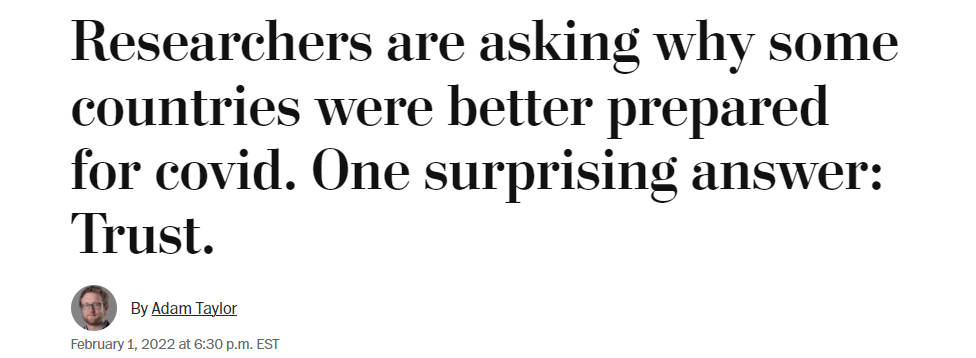 Researchers are asking why some
countries were better prepared
for covid. One surprising answer:
Trust.
By Adam Taylor
February 1, 2022 at 6:30 p.m. EST